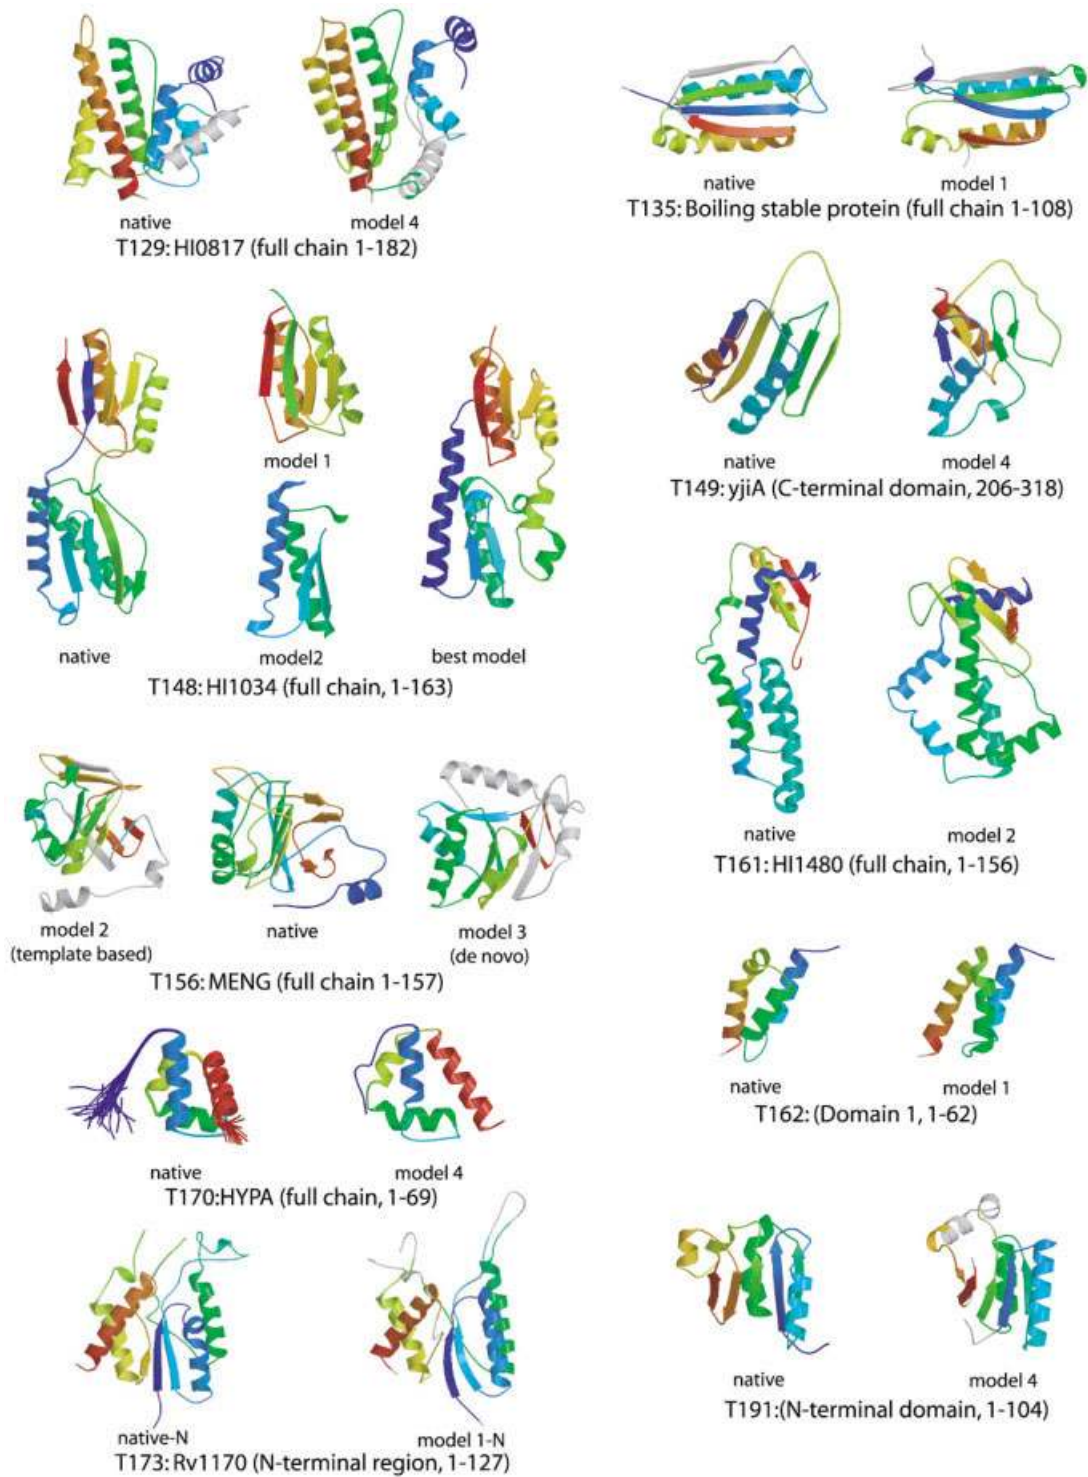 native
model 4
T129: HI0817 (full chain 1-182)
native
model 1
T135: Boiling stable protein (full chain 1-108)
model 1
native
model2
best model
T148: HI1034 (full chain, 1-163)
native
model 4
T149: yjiA (C-terminal domain, 206-318)
native
model 2
T161: HI1480 (full chain, 1-156)
model 2
(template based)
native
model 3
(de novo)
T156: MENG (full chain 1-157)
native
model 1
T162: (Domain 1, 1-62)
native
model 4
T170:HYPA (full chain, 1-69)
native
model 4
T191:(N-terminal domain, 1-104)
native-N
model 1-N
T173: Rv1170 (N-terminal region, 1-127)